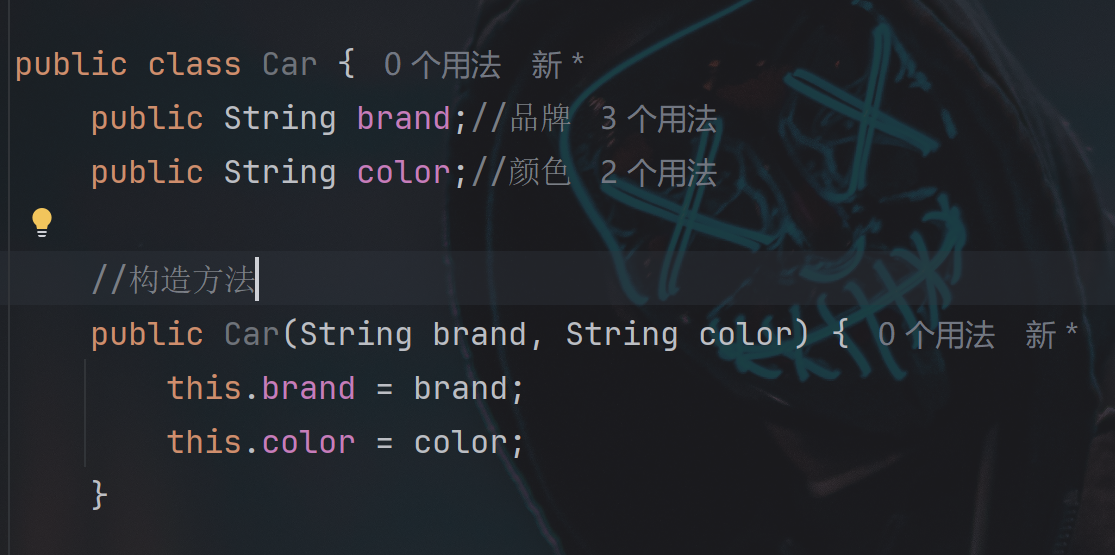 public class Car { 0 个用法 新 *
public String brand;//品牌 3 个用法
public String color;//颜色 2 个用法
//构造方法
public Car(String brand, String color) { 0 个用法 新 *
this.brand = brand;
this.color = color;
}